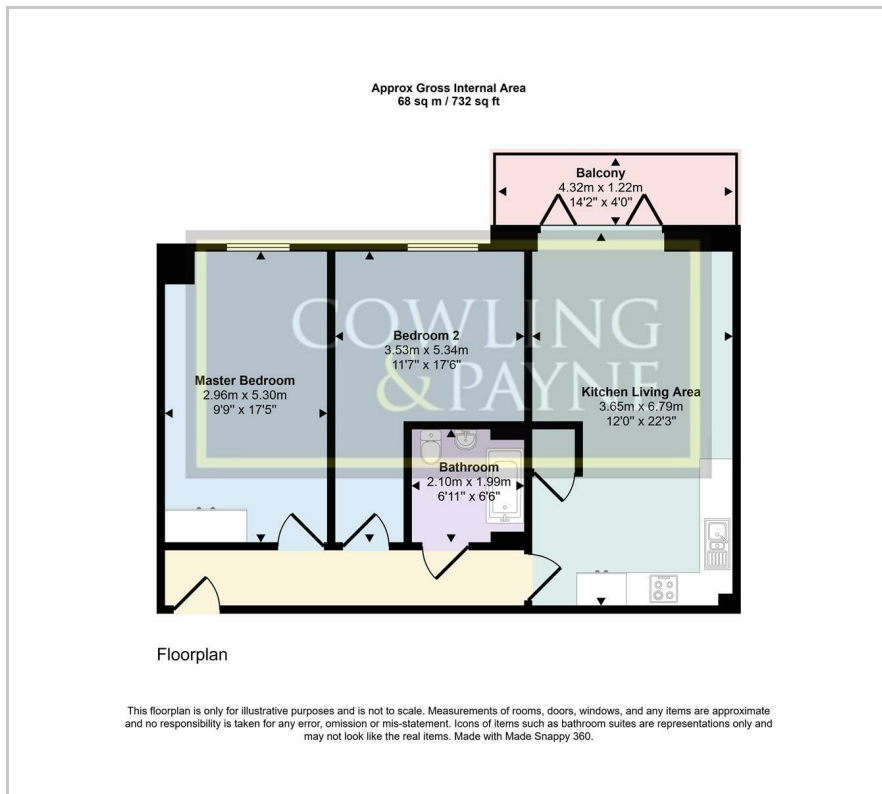 Approx Gross Internal Area
68 sq m / 732 sq ft
Balcony
4.32m x 1.22m
14'2" x 4'0"
COWLING
&PAYNE
Bedroom 2
3.53m x 5.34m
11'7" x 17'6"
Master Bedroom
2.96m x 5.30m
9'9" x 17'5"
Kitchen Living Area
3.65m x 6.79m
12'0" x 22'3"
Bathroom
2.10m x 1.99m
6'11" x 6'6"
Floorplan
This floorplan is only for illustrative purposes and is not to scale. Measurements of rooms, doors, windows, and any items are approximate
and no responsibility is taken for any error, omission or mis-statement. Icons of items such as bathroom suites are representations only and
may not look like the real items. Made with Made Snappy 360.